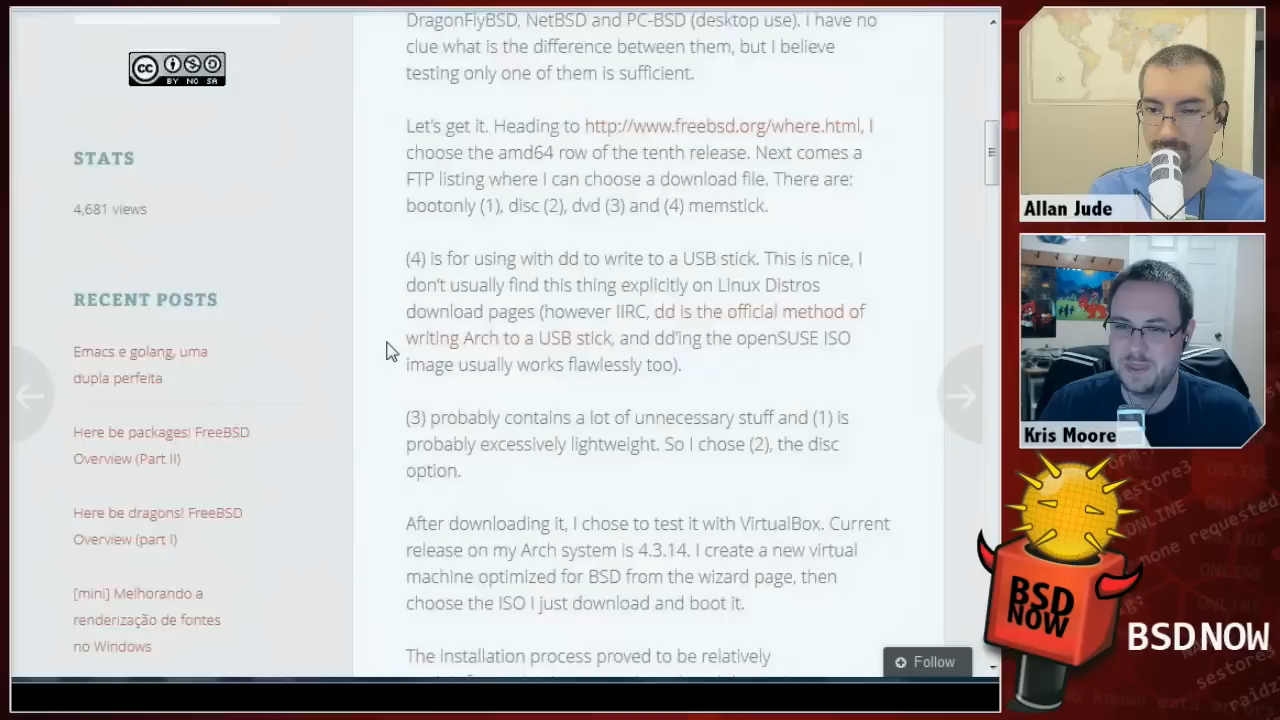 BY NC SA
STATS
4,681 views
RECENT POSTS
Emacs e golang, uma
dupla perfeita
Here be packages! FreeBSD
Overview (Part II)
Here be dragons! FreeBSD
Overview (part I)
[mini] Melhorando a
renderização de fontes
no Windows
DragonFlyBSD, NetBSD and PC-BSD (desktop use). I have no
clue what is the difference between them, but I believe
testing only one of them is sufficient.
Let's get it. Heading to http://www.freebsd.org/where.html, I
choose the amd64 row of the tenth release. Next comes a
FTP listing where I can choose a download file. There are:
bootonly (1), disc (2), dvd (3) and (4) memstick.
(4) is for using with dd to write to a USB stick. This is nice, I
don't usually find this thing explicitly on Linux Distros
download pages (however IIRC, dd is the official method of
writing Arch to a USB stick, and dd'ing the openSUSE ISO
image usually works flawlessly too).
(3) probably contains a lot of unnecessary stuff and (1) is
probably excessively lightweight. So I chose (2), the disc
option.
After downloading it, I chose to test it with VirtualBox. Current
release on my Arch system is 4.3.14. I create a new virtual
machine optimized for BSD from the wizard page, then
choose the ISO I just download and boot it.
The installation process proved to be relatively
Follow
Allan Jude
Kris Moore
BSD
NOW
BSD NOW